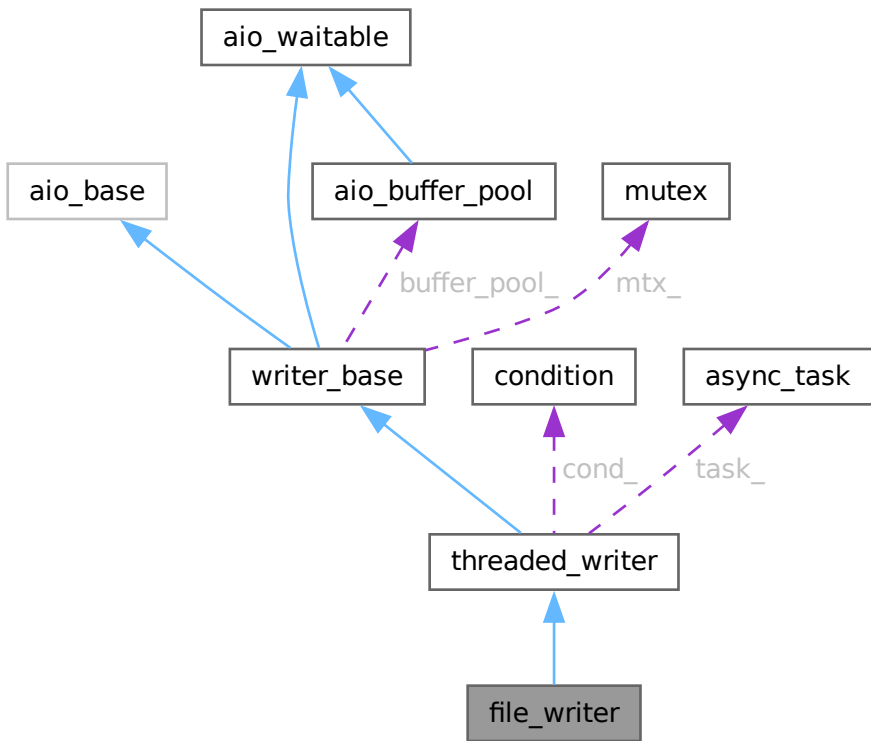 aio_waitable
aio_base
aio_buffer_pool
mutex
buffer_pool_
mtx_
writer_base
condition
async_task
cond_
task_
threaded_writer
file_writer